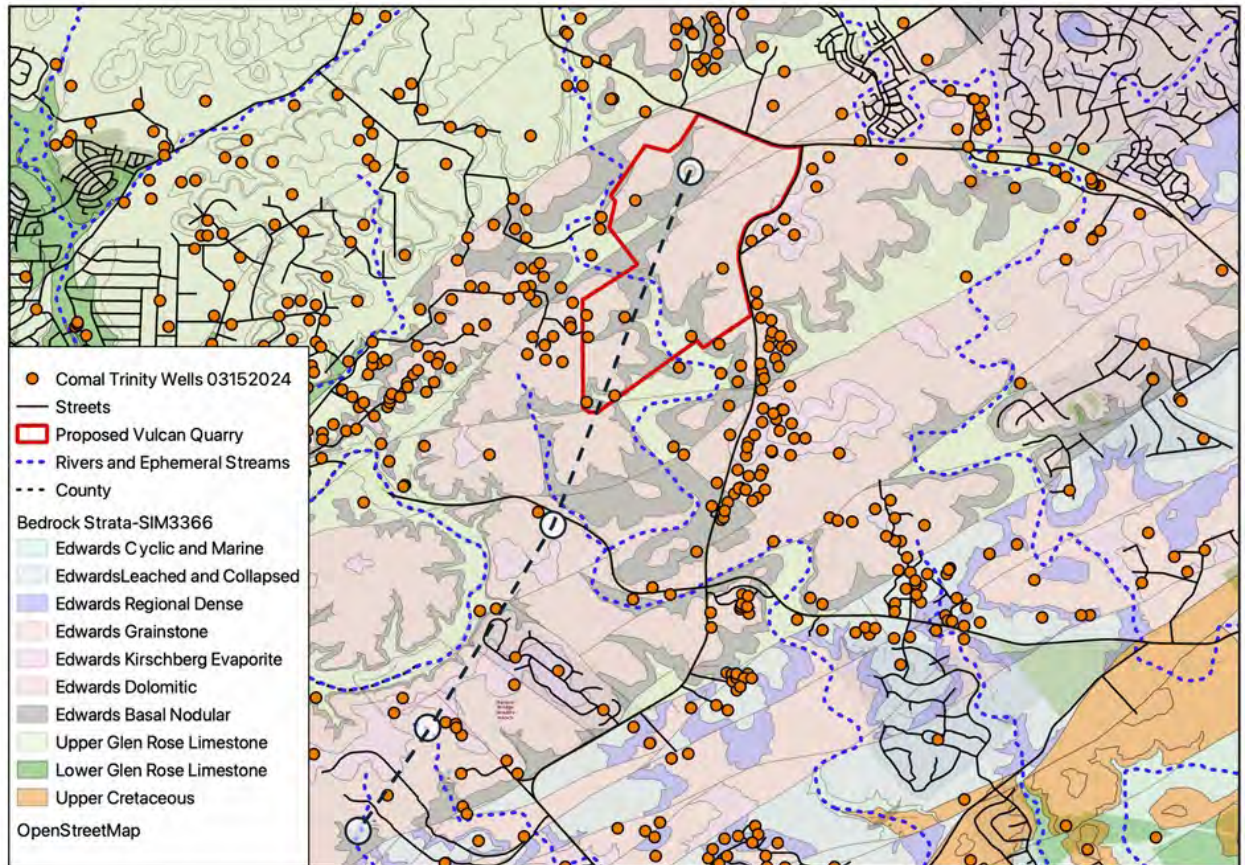 Comal Trinity Wells 03152024
Streets
Proposed Vulcan Quarry
Rivers and Ephemeral Streams
County
Bedrock Strata-SIM3366
Edwards Cyclic and Marine
EdwardsLeached and Collapsed
Edwards Regional Dense
Edwards Grainstone
Edwards Kirschberg Evaporite
Edwards Dolomitic
Edwards Basal Nodular
Upper Glen Rose Limestone
Lower Glen Rose Limestone
Upper Cretaceous
OpenStreetMap